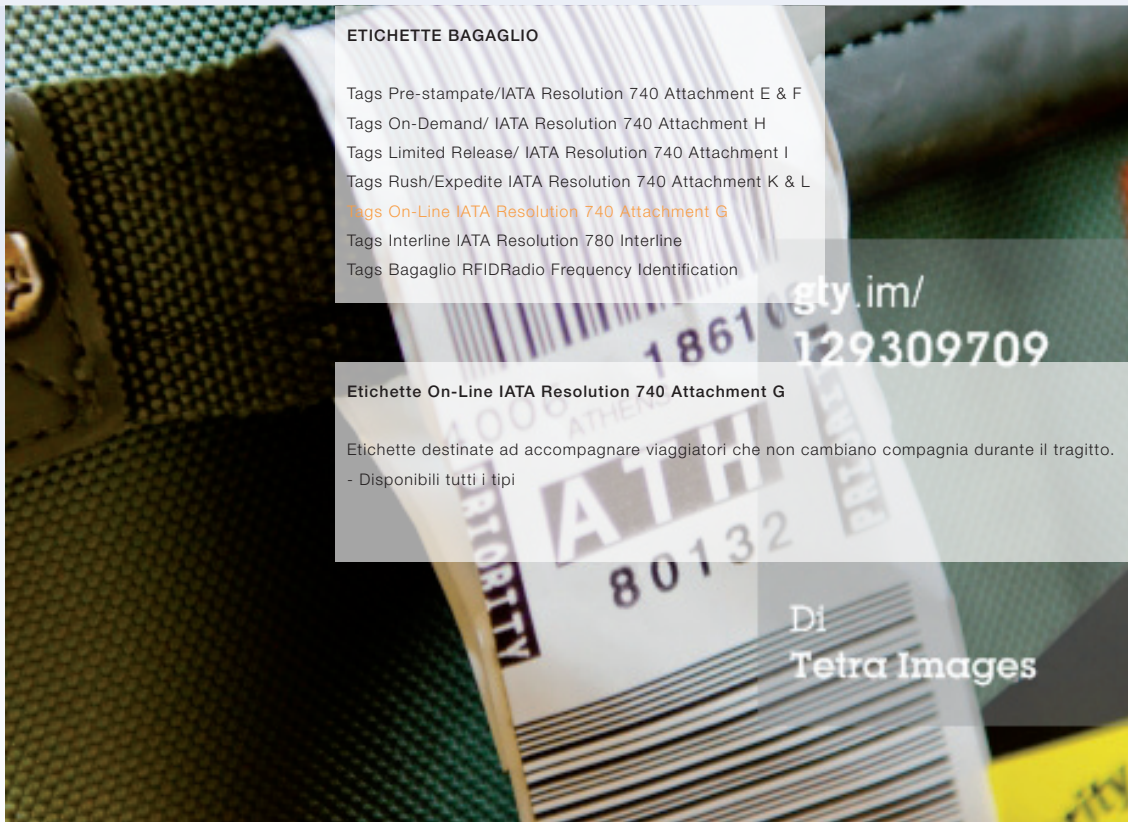 ETICHETTE BAGAGLIO
Tags Pre-stampate/IATA Resolution 740 Attachment E & F
Tags On-Demand/ IATA Resolution 740 Attachment H
Tags Limited Release/ IATA Resolution 740 Attachment I
Tags Rush/Expedite IATA Resolution 740 Attachment K & L
Tags On-Line IATA Resolution 740 Attachment G
Tags Interline IATA Resolution 780 Interline
Tags Bagaglio RFIDRadio Frequency Identification
gty.im/
129309709
Etichette On-Line IATA Resolution 740 Attachment G
Etichette destinate ad accompagnare viaggiatori che non cambiano compagnia durante il tragitto.
- Disponibili tutti i tipi
ATHENS
PRIORITY
ATH
PRIORITY
80132
Di
Tetra Images